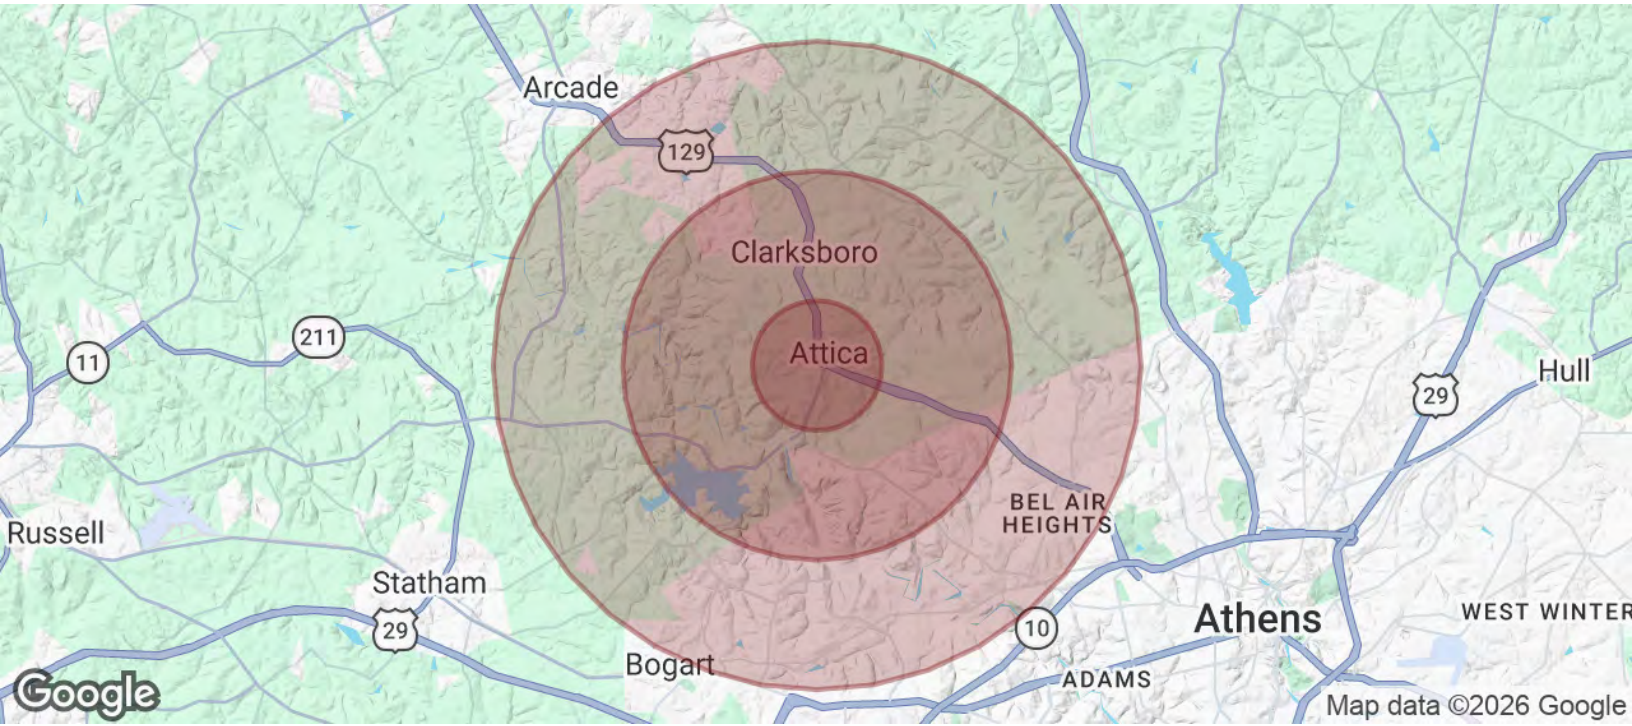 Arcade
129
Clarksboro
211
11
Attica
Hull
29
BEL AIR
HEIGHTS
Russell
Statham
29
10
Athens
WEST WINTER
Bogart
ADAMS
Google
Map data ©2026 Google